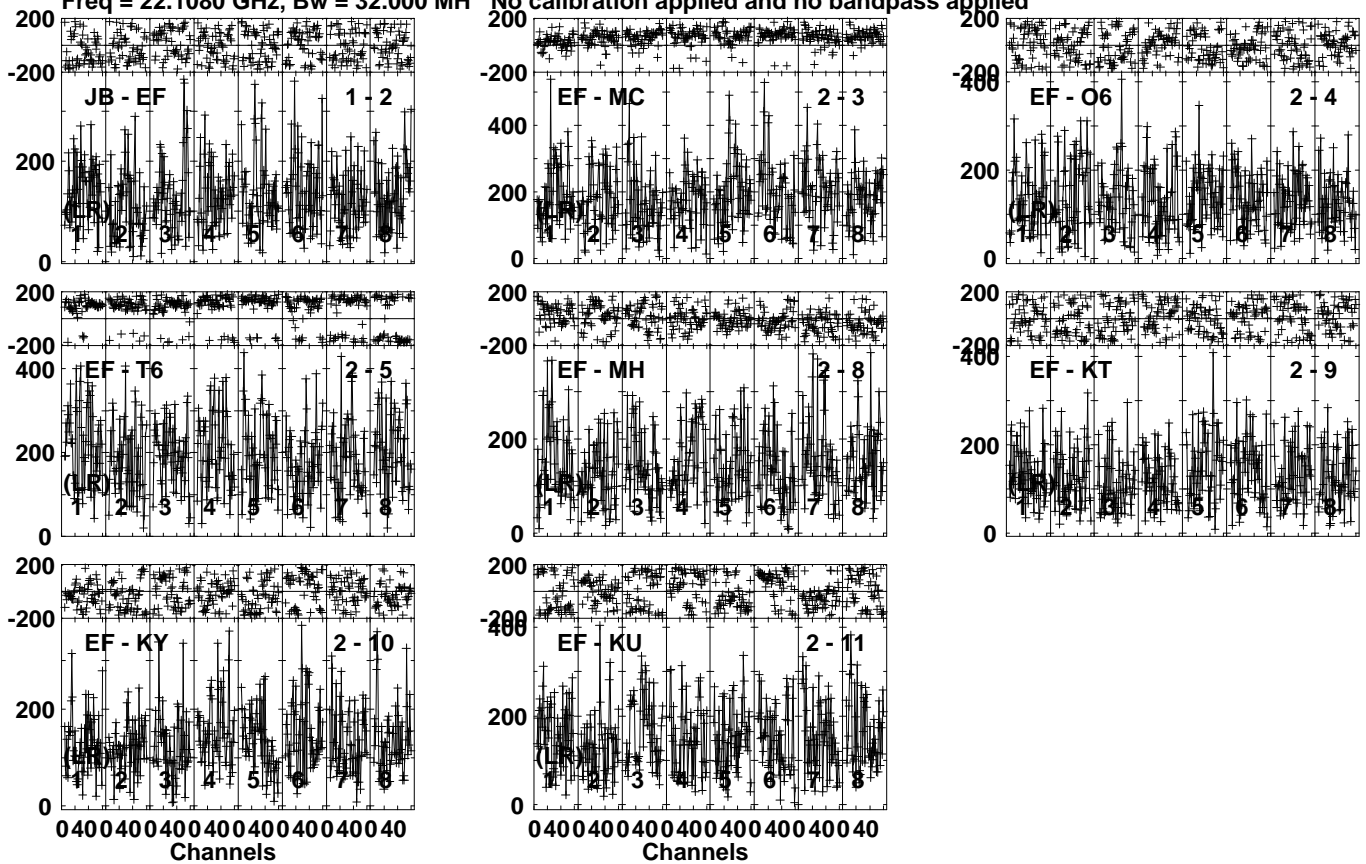 Freq = 22.1080 GHz, Bw = 32.000 MH No calibration applied and no bandpass applied
200
-200
JB - EF 1 - 2
200
(LR)
1 2 3 4 5 6 7 8
0
200
-200
EF - MC 2 - 3
400
200
(LR)
1 2 3 4 5 6 7 8
0
200
-200
400
EF - O6 2 - 4
200
(LR)
1 2 3 4 5 6 7 8
0
200
-200
EF - T6 2 - 5
400
200
(LR)
1 2 3 4 5 6 7 8
0
200
-200
EF - MH 2 - 8
200
(LR)
1 2 3 4 5 6 7 8
0
200
-200
400
EF - KT 2 - 9
200
(LR)
1 2 3 4 5 6 7 8
0
200
-200
EF - KY 2 - 10
200
(LR)
1 2 3 4 5 6 7 8
0
0 40 0 40 0 40 0 40 0 40 0 40 0 40 0 40
Channels
200
-200
400
EF - KU 2 - 11
200
(LR)
1 2 3 4 5 6 7 8
0
0 40 0 40 0 40 0 40 0 40 0 40 0 40 0 40
Channels